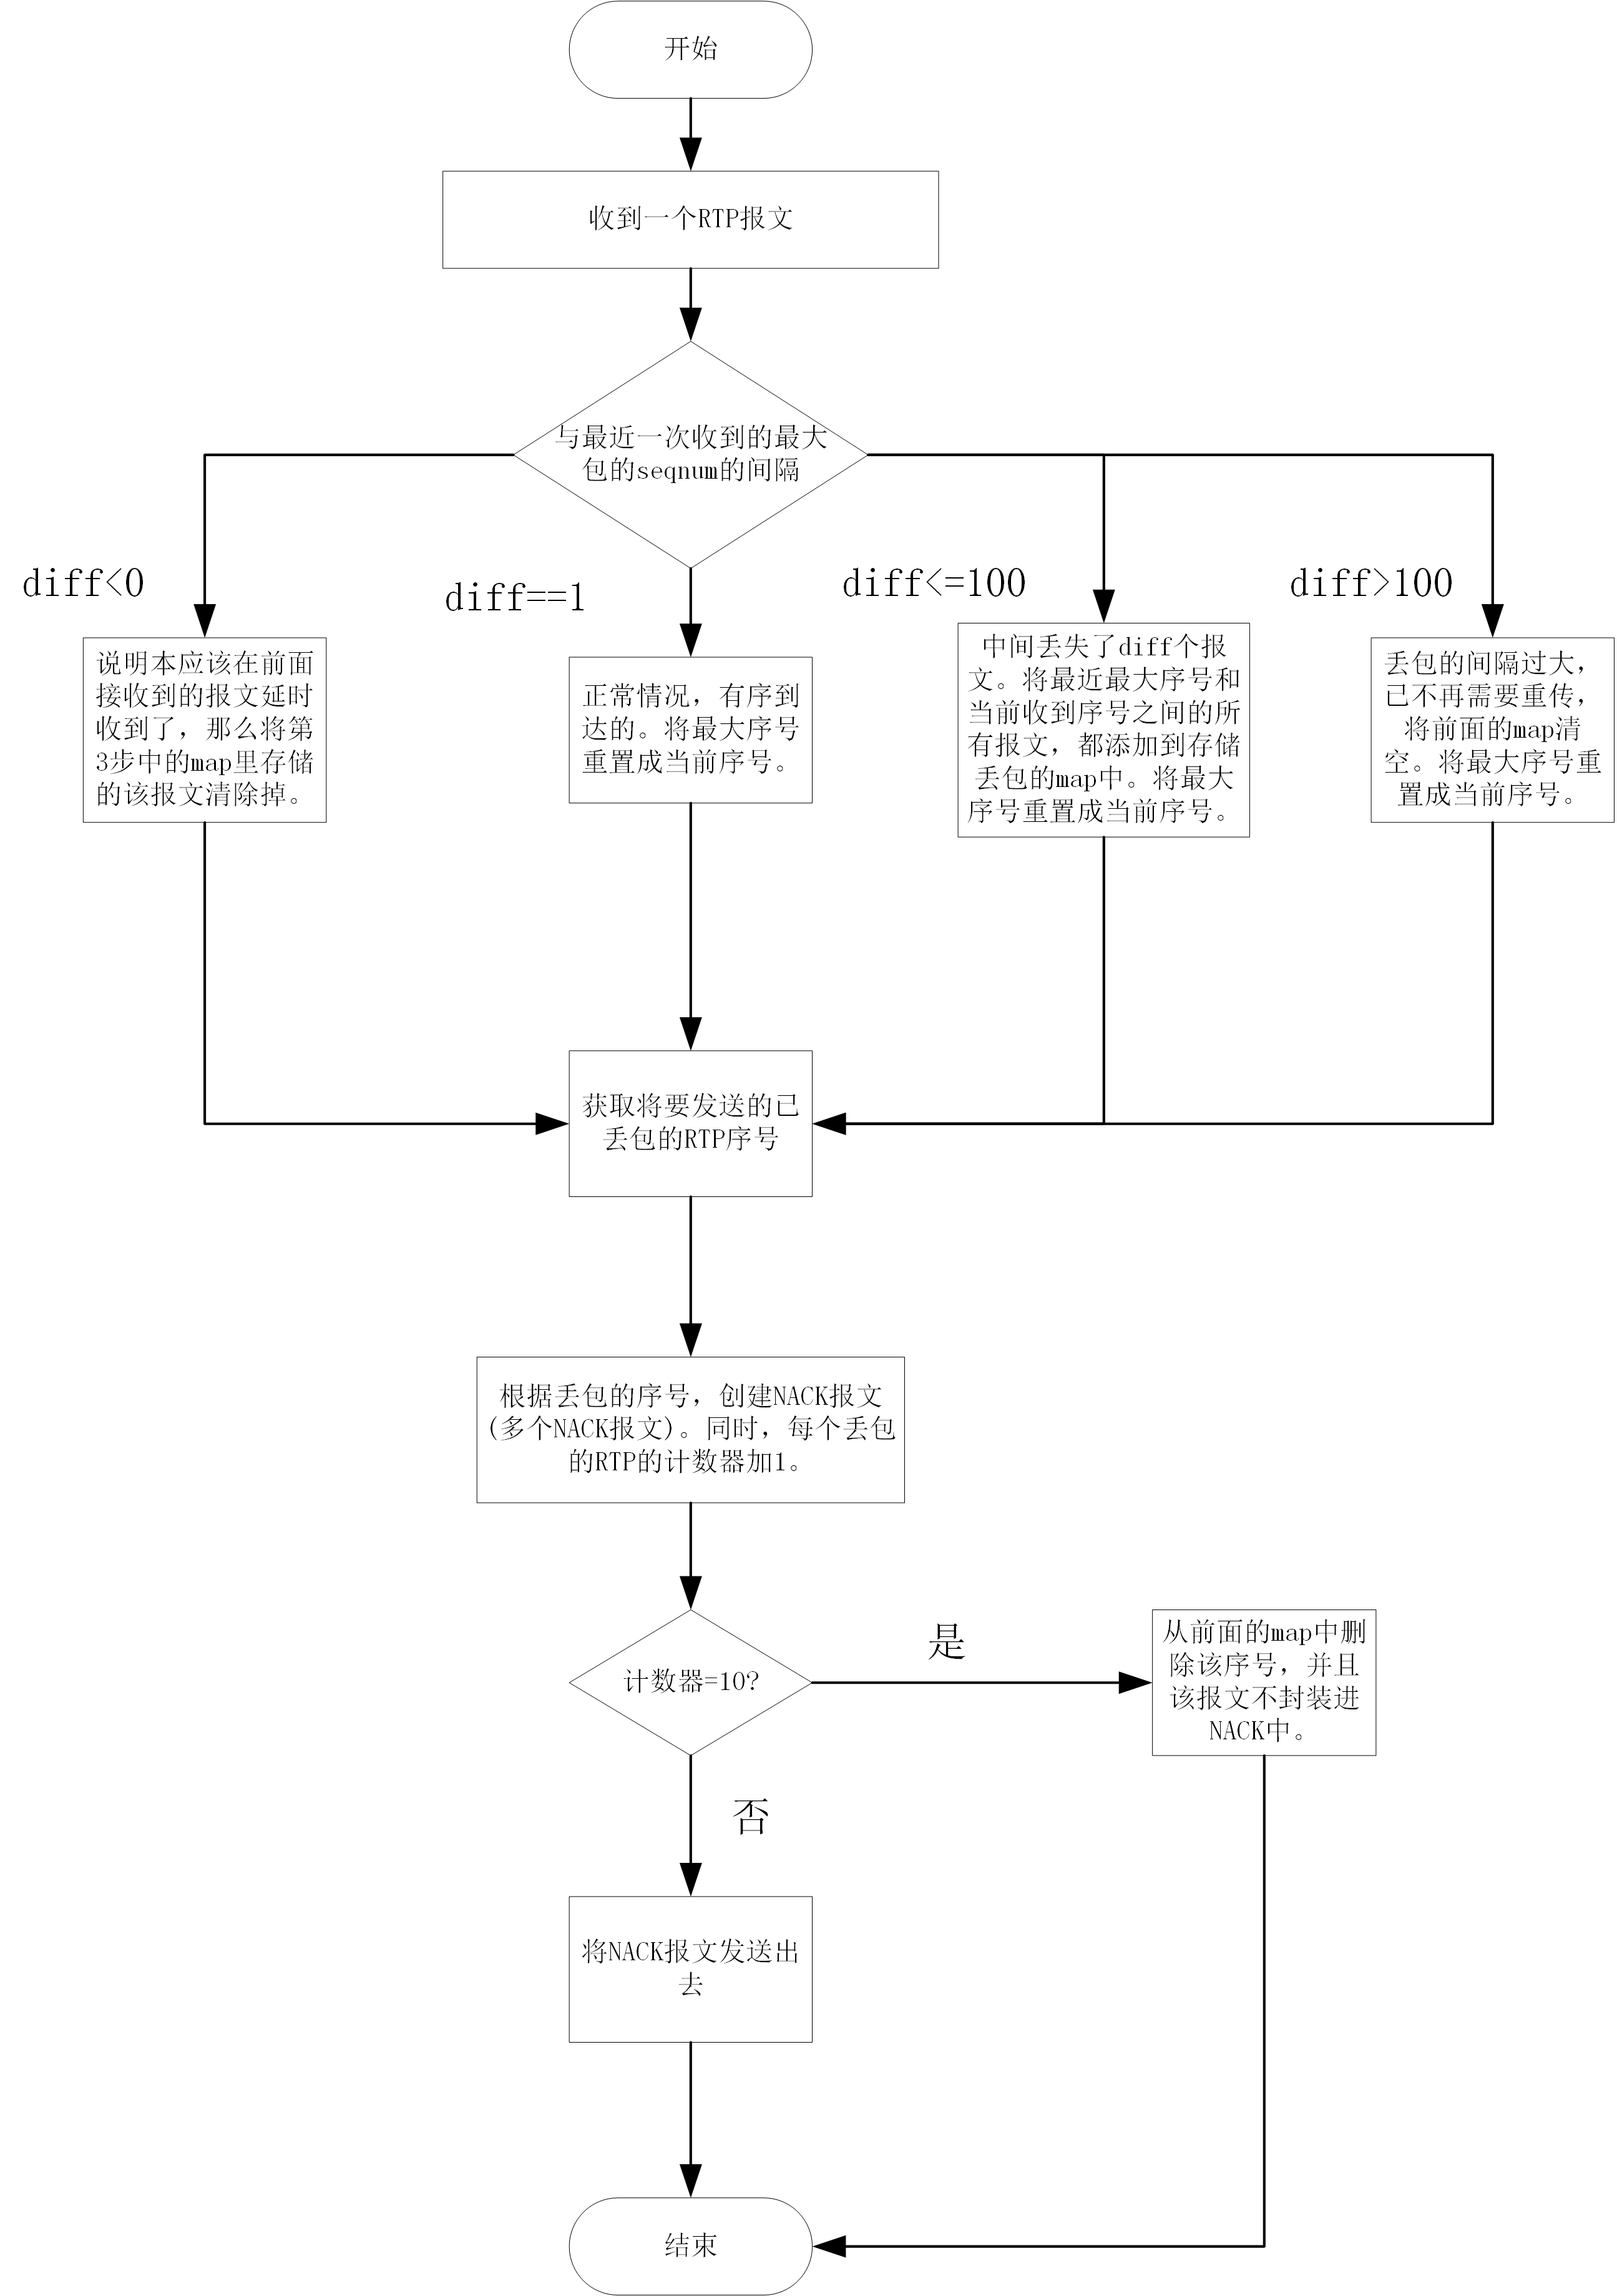 开始
收到一个RTP报文
与最近一次收到的最大
包的seqnum的间隔
diff<0
diff==1
diff<=100
diff>100
说明本应该在前面
接收到的报文延时
收到了，那么将第
3步中的map里存储
的该报文清除掉。
正常情况，有序到
达的。将最大序号
重置成当前序号。
中间丢失了diff个报
文。将最近最大序号和
当前收到序号之间的所
有报文，都添加到存储
丢包的map中。将最大
序号重置成当前序号。
丢包的间隔过大，
已不再需要重传，
将前面的map清
空。将最大序号重
置成当前序号。
获取将要发送的已
丢包的RTP序号
根据丢包的序号，创建NACK报文
(多个NACK报文)。同时，每个丢包
的RTP的计数器加1。
计数器=10?
是
从前面的map中删
除该序号，并且
该报文不封装进
NACK中。
否
将NACK报文发送出
去
结束